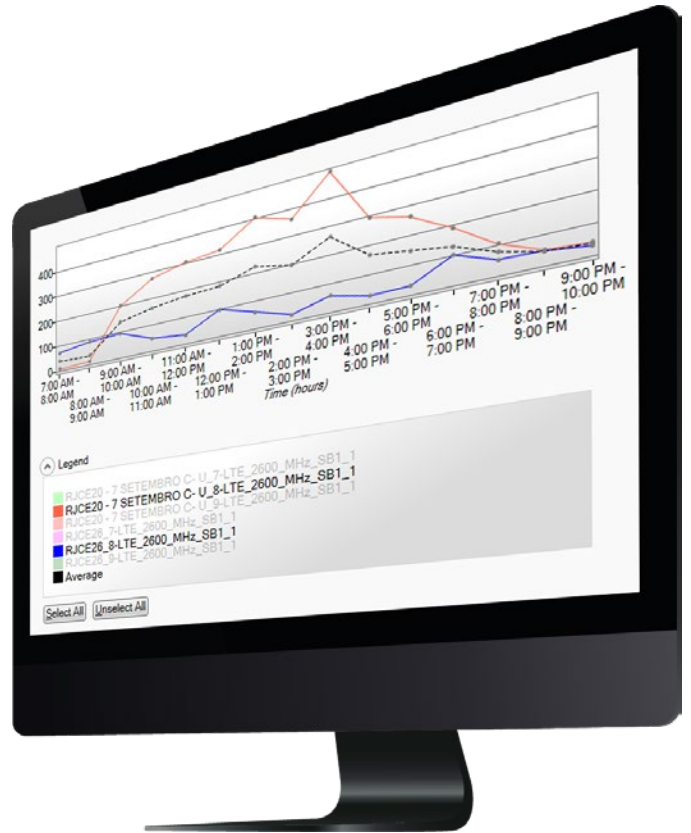 400
300
200
100
0
7:00 AM -
8:00 AM
8:00 AM -
9:00 AM
9:00 AM -
10:00 AM
10:00 AM -
11:00 AM
11:00 AM -
12:00 PM
12:00 PM -
1:00 PM
1:00 PM -
2:00 PM
2:00 PM -
3:00 PM
3:00 PM -
4:00 PM
4:00 PM -
5:00 PM
5:00 PM -
6:00 PM
6:00 PM -
7:00 PM
7:00 PM -
8:00 PM
8:00 PM -
9:00 PM
9:00 PM -
10:00 PM
Time (hours)
Legend
RJCE20 - 7 SETEMBRO C- U_7-LTE_2600_MHz_SB1_1
RJCE20 - 7 SETEMBRO C- U_8-LTE_2600_MHz_SB1_1
RJCE20 - 7 SETEMBRO C- U_9-LTE_2600_MHz_SB1_1
RJCE26_7-LTE_2600_MHz_SB1_1
RJCE26_8-LTE_2600_MHz_SB1_1
RJCE26_9-LTE_2600_MHz_SB1_1
Average
Select All Unselect All